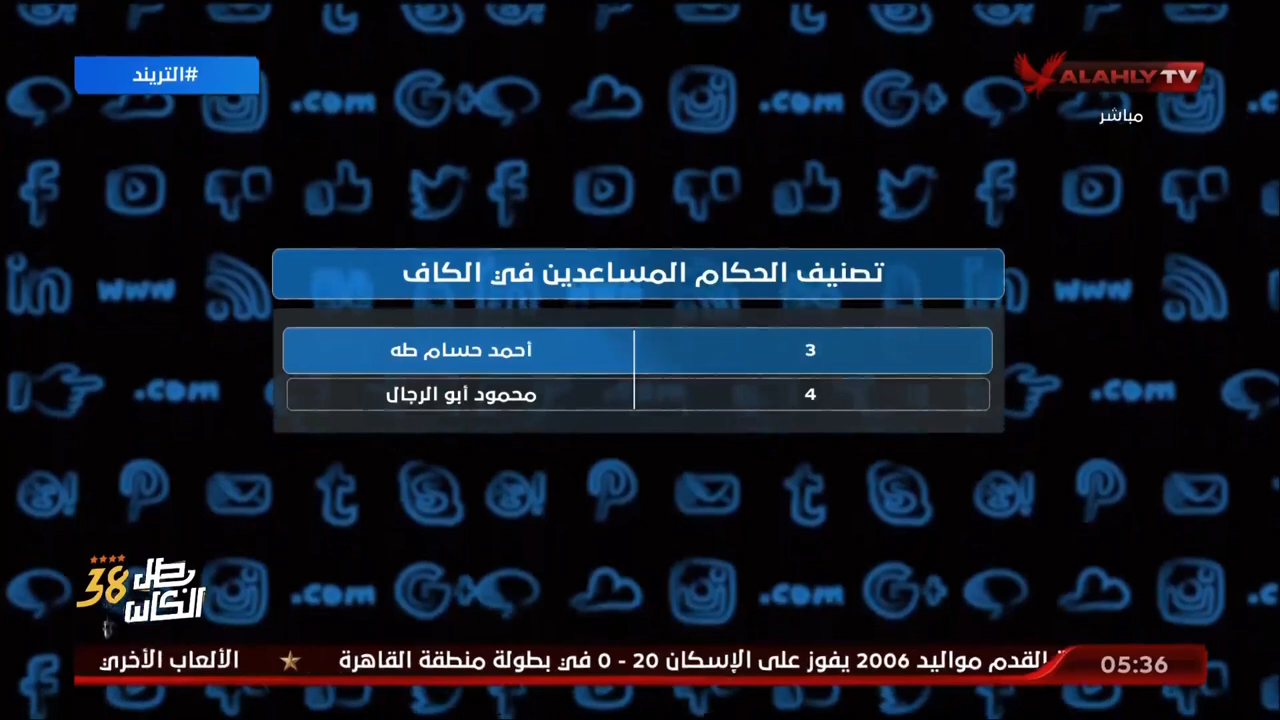 #التريند
ALAHLY TV
مباشر
تصنيف الحكام المساعدين في الكاف
3 أحمد حسام طه
4 محمود أبو الرجال
بطل الكاس 38
05:36
القدم مواليد 2006 يفوز على الإسكان 20 - 0 في بطولة منطقة القاهرة
الألعاب الأخري